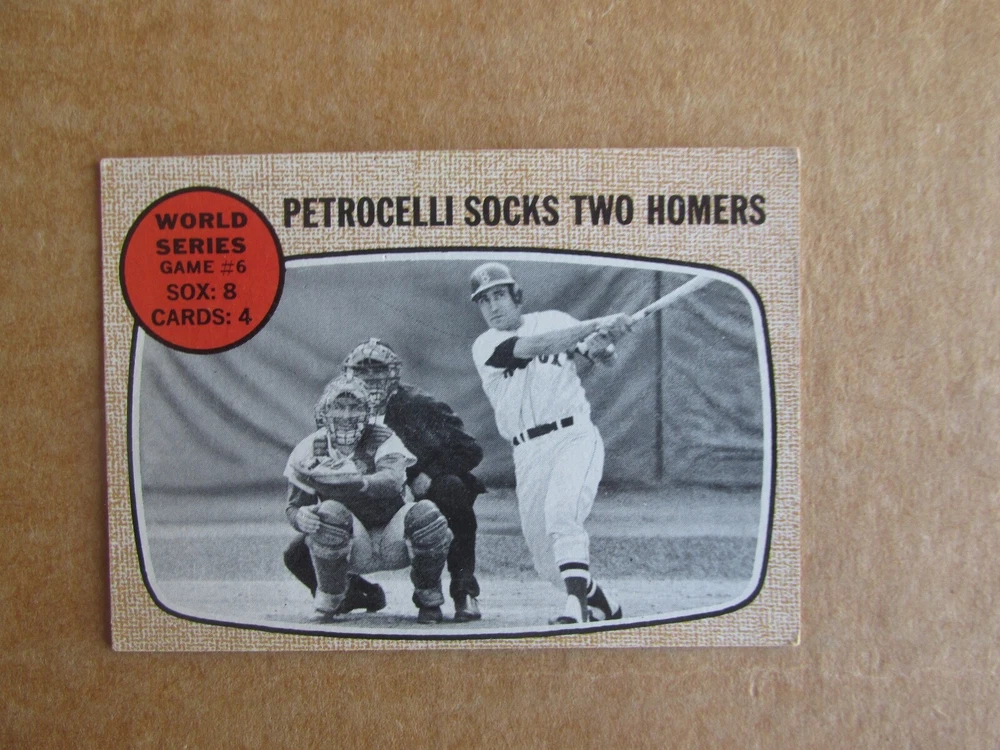 PETROCELLI SOCKS TWO HOMERS
WORLD
SERIES
GAME #6
SOX: 8
CARDS: 4
B